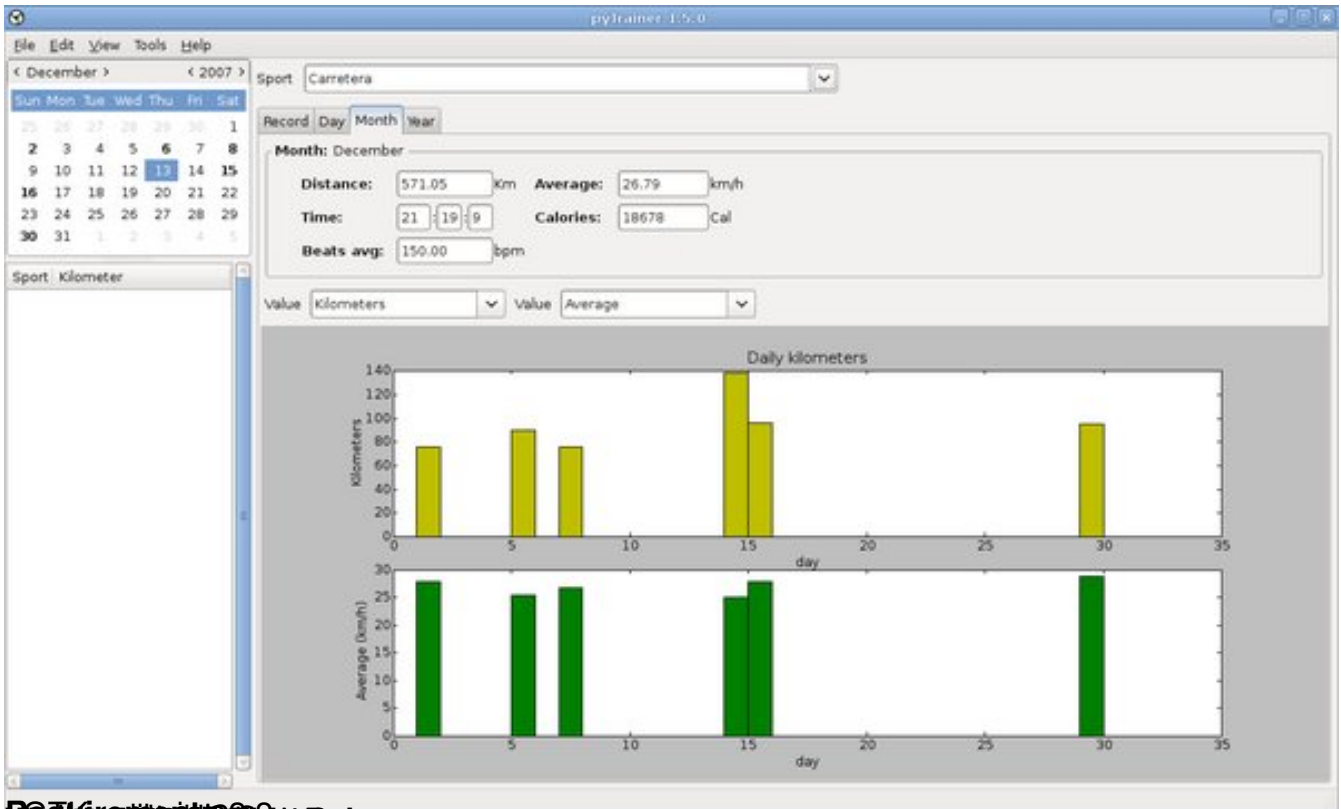 pyTrainer 1.5.0
File Edit View Tools Help
< December > < 2007 >
Sun Mon Tue Wed Thu Fri Sat
25 26 27 28 29 30 1
2 3 4 5 6 7 8
9 10 11 12 13 14 15
16 17 18 19 20 21 22
23 24 25 26 27 28 29
30 31 1 2 3 4 5
Sport Kilometer
Sport Carretera
Record Day Month Year
Month: December
Distance: 571.05 Km Average: 26.79 km/h
Time: 21 : 19 : 9 Calories: 18678 Cal
Beats avg: 150.00 bpm
Value Kilometers Value Average
Daily kilometers
Kilometers
140
120
100
80
60
40
20
0
0 5 10 15 20 25 30 35
day
Average (km/h)
30
25
20
15
10
5
0
0 5 10 15 20 25 30 35
day